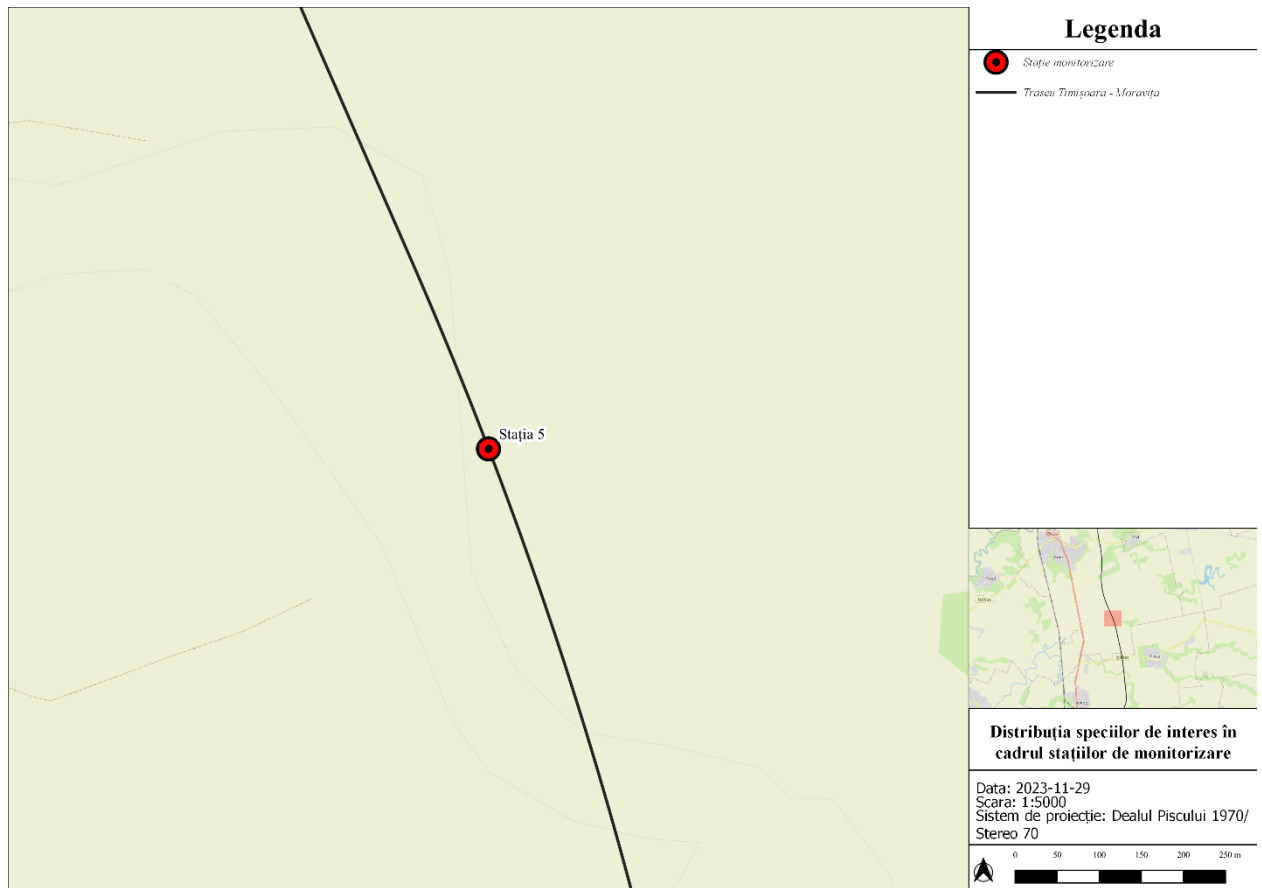 Legenda
Stație monitorizare
Traseu Timișoara - Moravița
Stația 5
Distribuția speciilor de interes în
cadrul stațiilor de monitorizare
Data: 2023-11-29
Scara: 1:5000
Sistem de proiecție: Dealul Piscului 1970/
Stereo 70
0 50 100 150 200 250 m